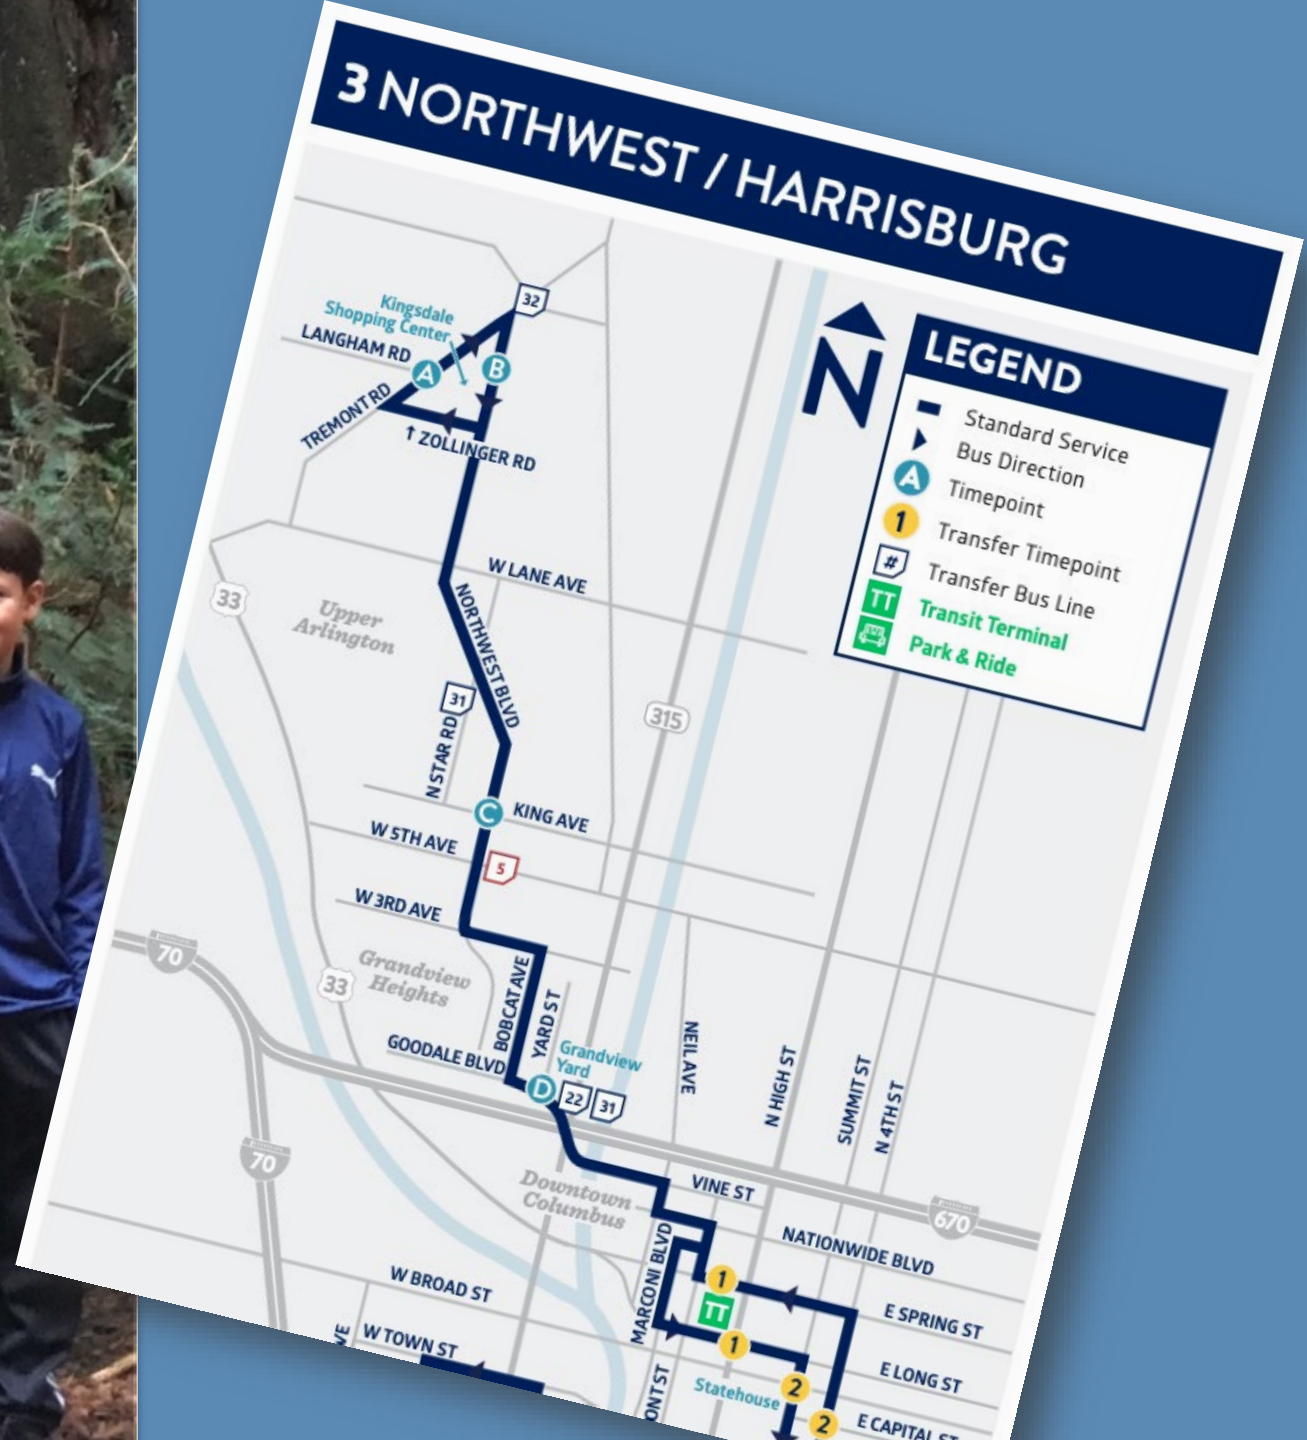 3 NORTHWEST / HARRISBURG
32
Kingsdale
Shopping Center
LANGHAM RD
A
B
TREMONT RD
↑ ZOLLINGER RD
N
LEGEND
Standard Service
Bus Direction
A Timepoint
1 Transfer Timepoint
# Transfer Bus Line
TT Transit Terminal
Park & Ride
W LANE AVE
33
Upper
Arlington
NORTHWEST BLVD
31
N STAR RD
315
C
KING AVE
W 5TH AVE
5
W 3RD AVE
70
33
Grandview
Heights
BOBCAT AVE
YARD ST
GOODALE BLVD
Grandview
Yard
D
22
31
NEIL AVE
N HIGH ST
SUMMIT ST
N 4TH ST
70
Downtown
Columbus
VINE ST
670
NATIONWIDE BLVD
MARCONI BLVD
1
TT
1
E SPRING ST
W BROAD ST
E LONG ST
W TOWN ST
Statehouse
2
2